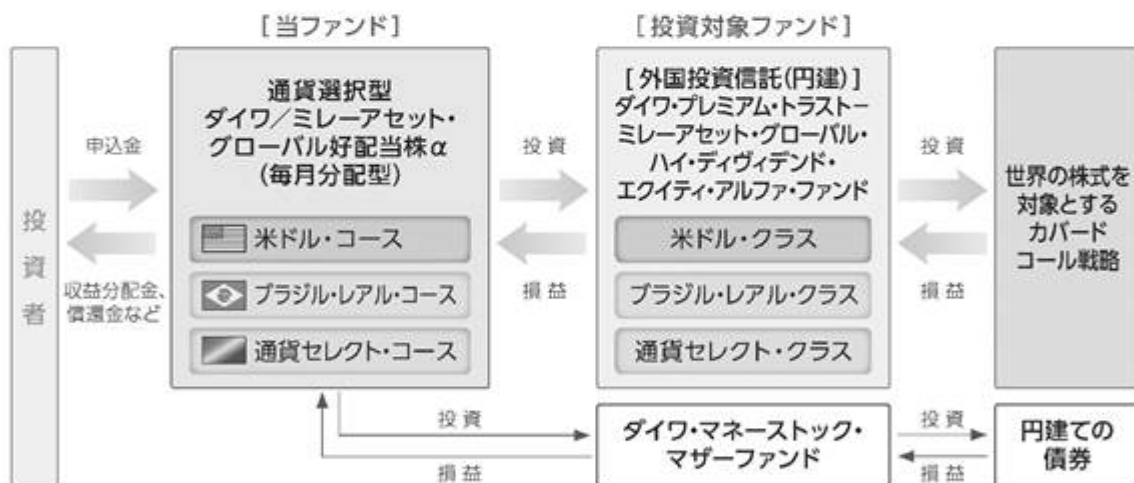 [当ファンド]
[投資対象ファンド]
投資者
申込金
収益分配金、
償還金など
通貨選択型
ダイワ／ミレーアセット・
グローバル好配当株α
(毎月分配型)
米ドル・コース
ブラジル・レアル・コース
通貨セレクト・コース
投資
損益
[外国投資信託(円建)]
ダイワ・プレミアム・トラストー
ミレーアセット・グローバル・
ハイ・ディヴィデンド・
エクイティ・アルファ・ファンド
米ドル・クラス
ブラジル・レアル・クラス
通貨セレクト・クラス
投資
損益
世界の株式を
対象とする
カバード
コール戦略
投資
損益
ダイワ・マネーストック・
マザーファンド
投資
損益
円建ての
債券